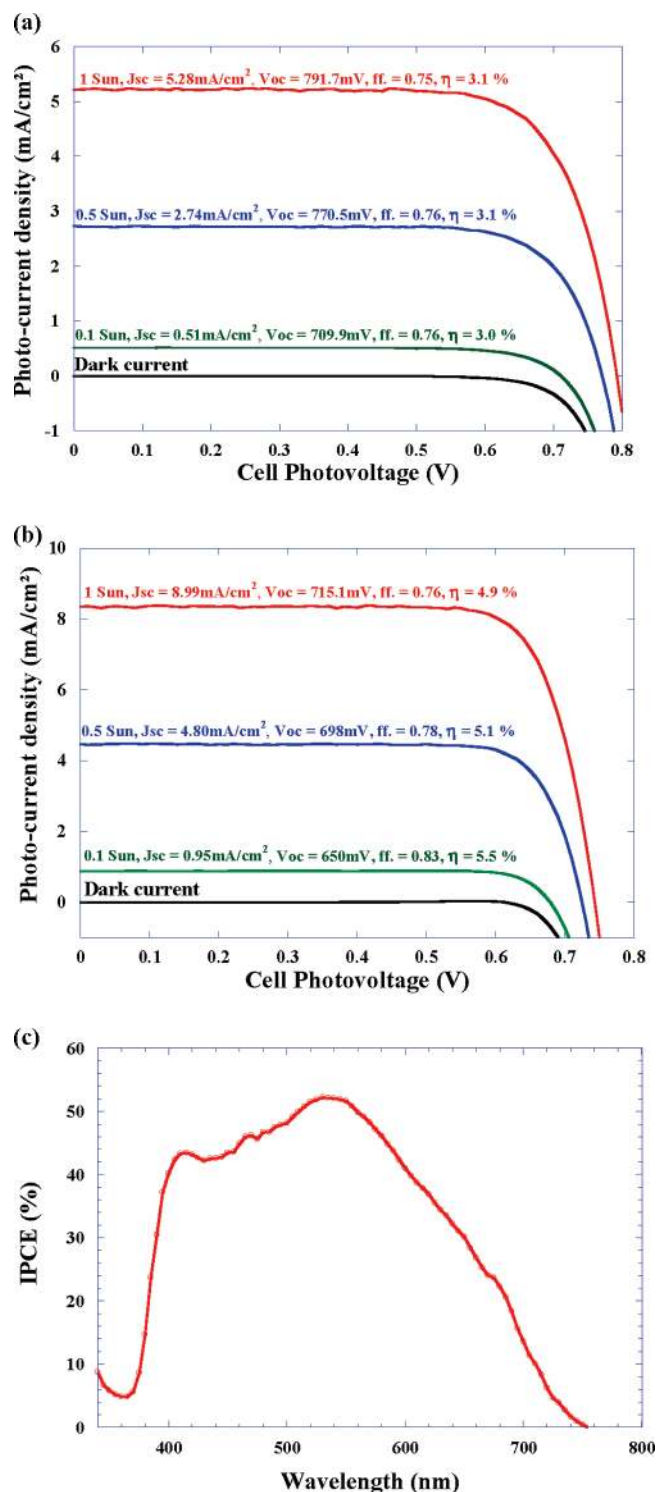 (a)
6
1 Sun, Jsc = 5.28mA/cm², Voc = 791.7mV, ff. = 0.75, η = 3.1 %
5
4
3
0.5 Sun, Jsc = 2.74mA/cm², Voc = 770.5mV, ff. = 0.76, η = 3.1 %
2
1
0.1 Sun, Jsc = 0.51mA/cm², Voc = 709.9mV, ff. = 0.76, η = 3.0 %
Dark current
0
-1
Photo-current density (mA/cm²)
0 0.1 0.2 0.3 0.4 0.5 0.6 0.7 0.8
Cell Photovoltage (V)
(b)
10
1 Sun, Jsc = 8.99mA/cm², Voc = 715.1mV, ff. = 0.76, η = 4.9 %
8
6
0.5 Sun, Jsc = 4.80mA/cm², Voc = 698mV, ff. = 0.78, η = 5.1 %
4
2
0.1 Sun, Jsc = 0.95mA/cm², Voc = 650mV, ff. = 0.83, η = 5.5 %
Dark current
0
Photo-current density (mA/cm²)
0 0.1 0.2 0.3 0.4 0.5 0.6 0.7 0.8
Cell Photovoltage (V)
(c)
60
50
40
30
20
10
0
IPCE (%)
400 500 600 700 800
Wavelength (nm)